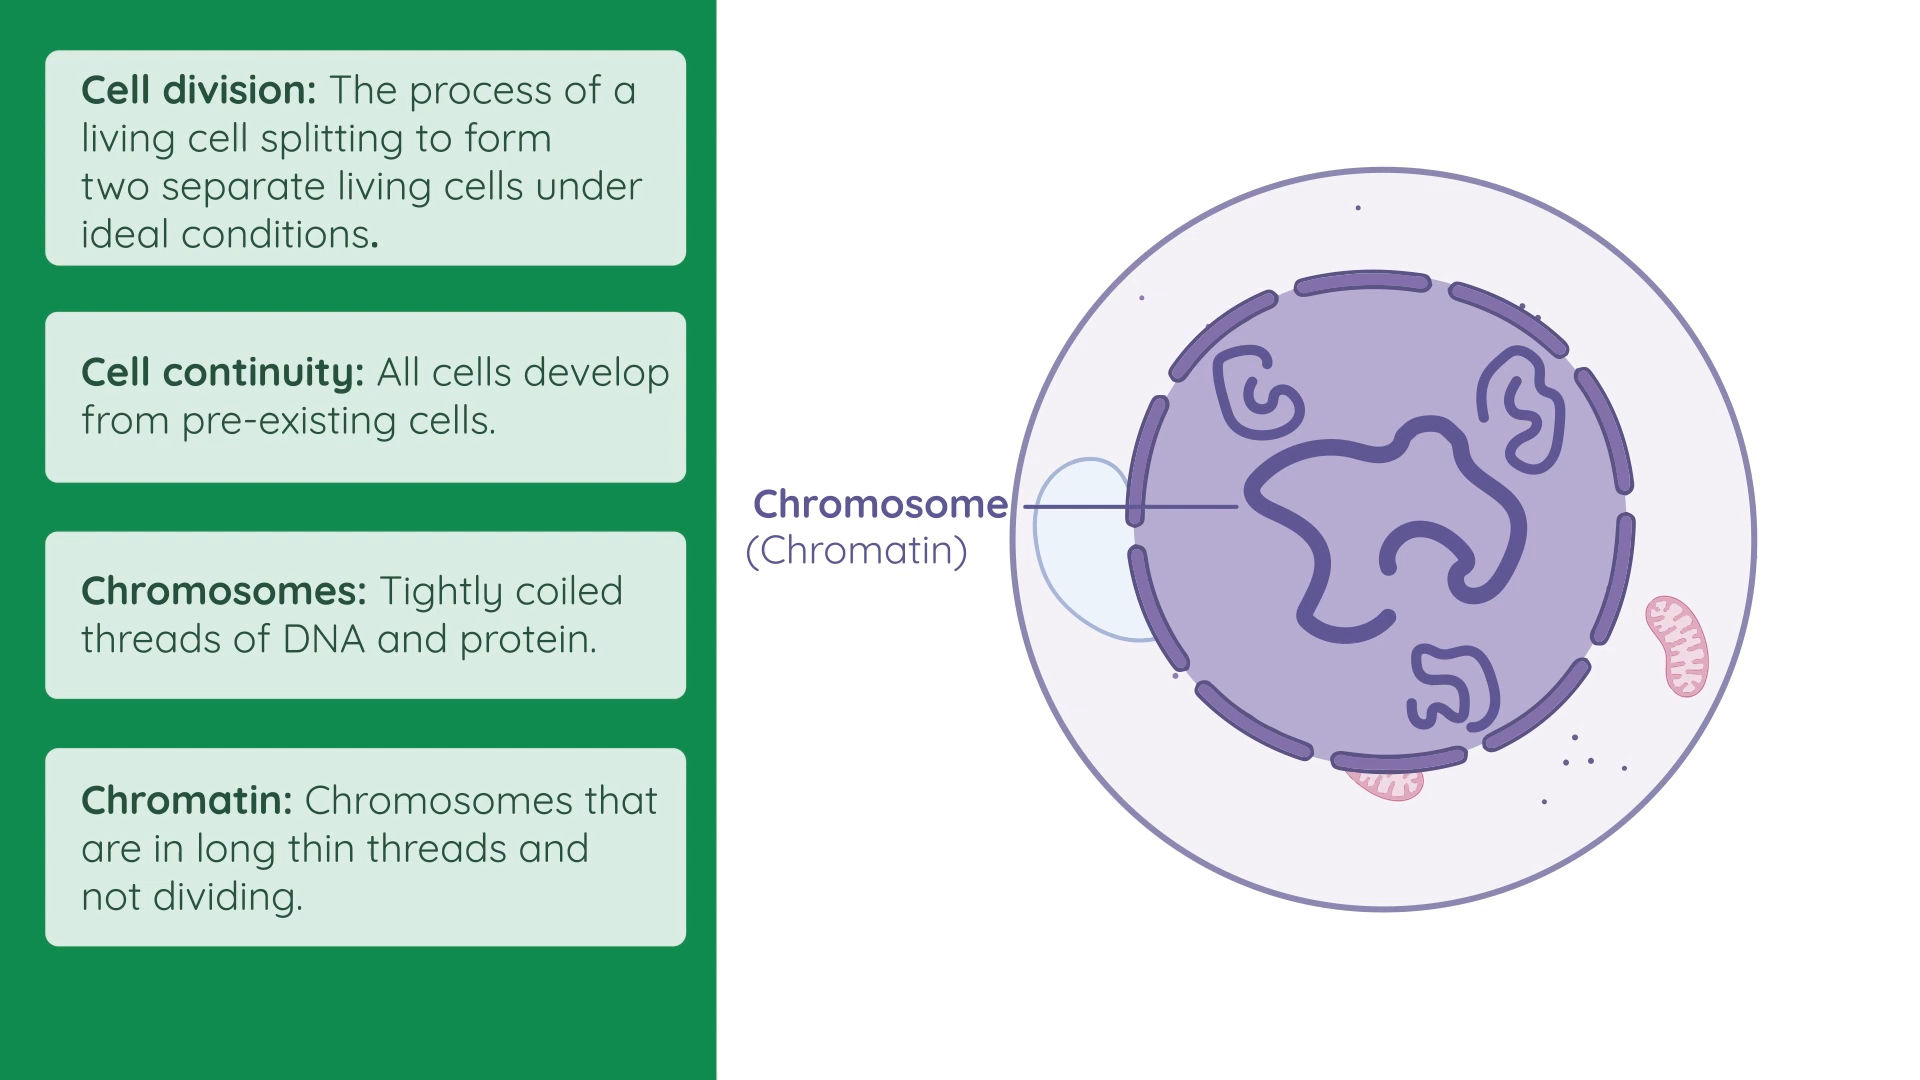 Cell division: The process of a
living cell splitting to form
two separate living cells under
ideal conditions.
Cell continuity: All cells develop
from pre-existing cells.
Chromosomes: Tightly coiled
threads of DNA and protein.
Chromatin: Chromosomes that
are in long thin threads and
not dividing.
Chromosome
(Chromatin)